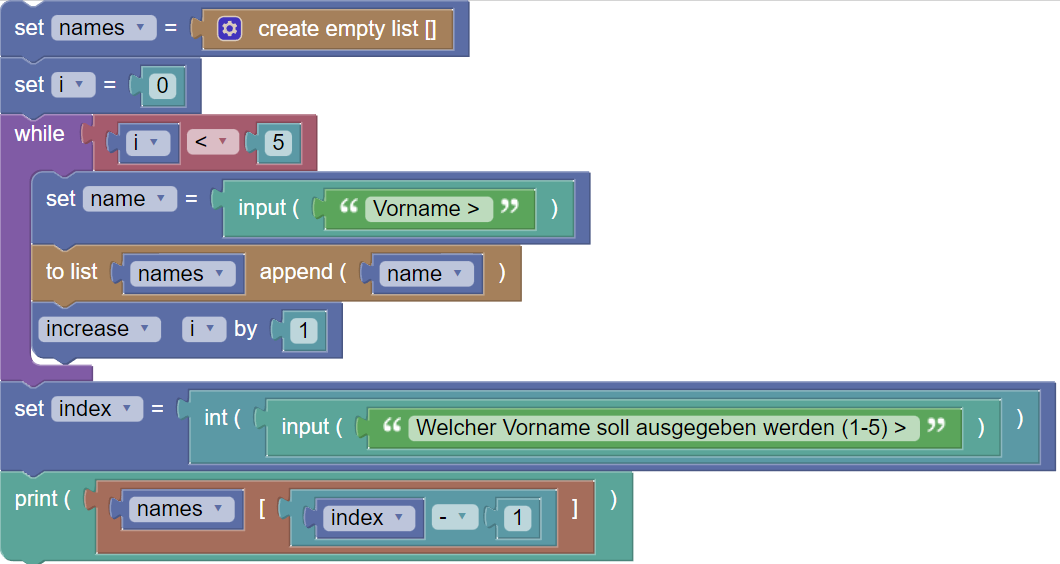 set names = create empty list []
set i = 0
while i < 5
set name = input ( “ Vorname > ” )
to list names append ( name )
increase i by 1
set index = int ( input ( “ Welcher Vorname soll ausgegeben werden (1-5) > ” ) )
print ( names [ index - 1 ] )